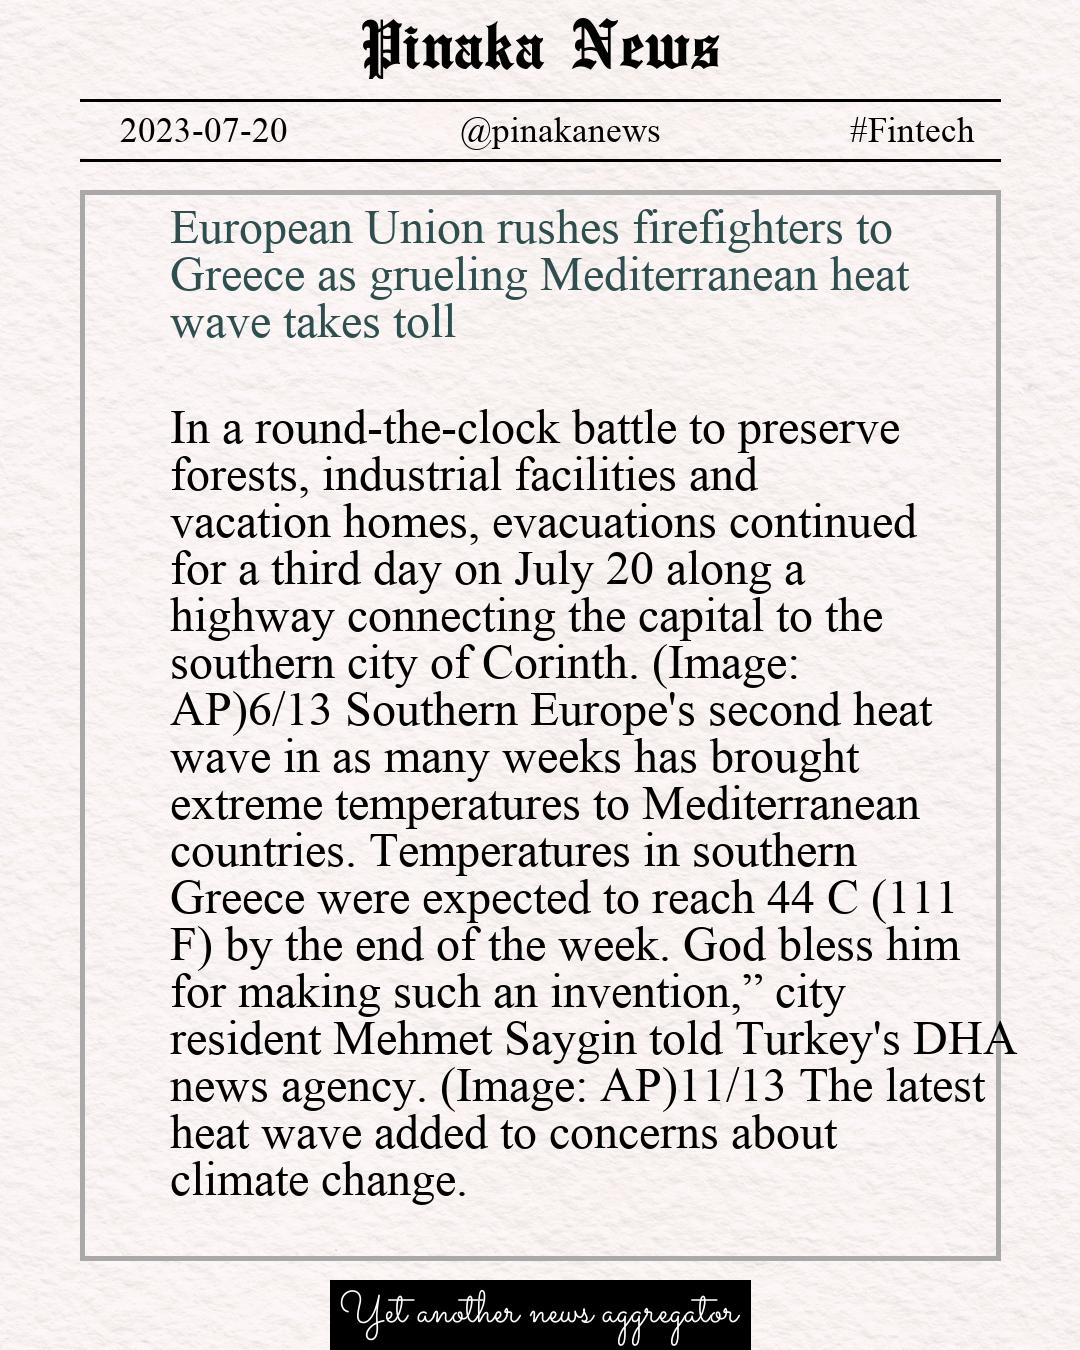 Pinaka News
2023-07-20 @pinakanews #Fintech
European Union rushes firefighters to
Greece as grueling Mediterranean heat
wave takes toll
In a round-the-clock battle to preserve
forests, industrial facilities and
vacation homes, evacuations continued
for a third day on July 20 along a
highway connecting the capital to the
southern city of Corinth. (Image:
AP)6/13 Southern Europe's second heat
wave in as many weeks has brought
extreme temperatures to Mediterranean
countries. Temperatures in southern
Greece were expected to reach 44 C (111
F) by the end of the week. God bless him
for making such an invention,” city
resident Mehmet Saygin told Turkey's DHA
news agency. (Image: AP)11/13 The latest
heat wave added to concerns about
climate change.
Yet another news aggregator